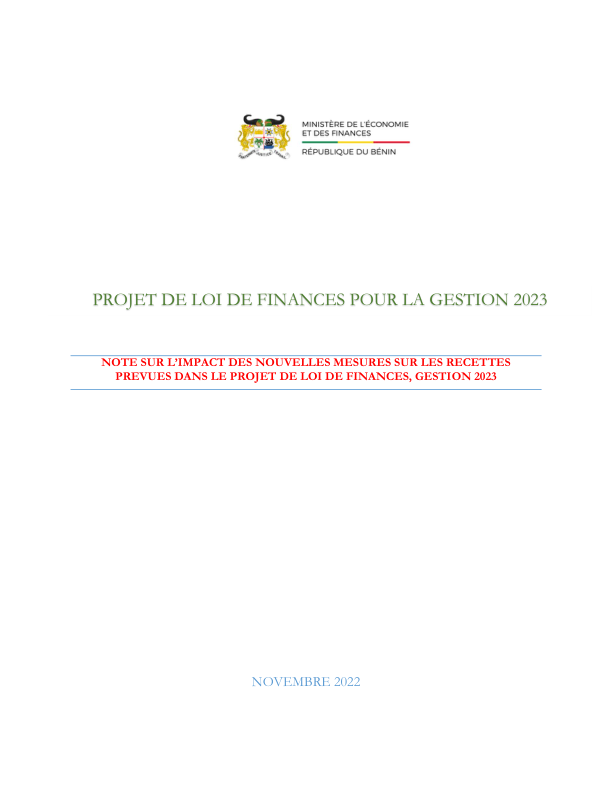 MINISTÈRE DE L'ÉCONOMIE
ET DES FINANCES
RÉPUBLIQUE DU BÉNIN
PROJET DE LOI DE FINANCES POUR LA GESTION 2023
NOTE SUR L'IMPACT DES NOUVELLES MESURES SUR LES RECETTES
PREVUES DANS LE PROJET DE LOI DE FINANCES, GESTION 2023
NOVEMBRE 2022